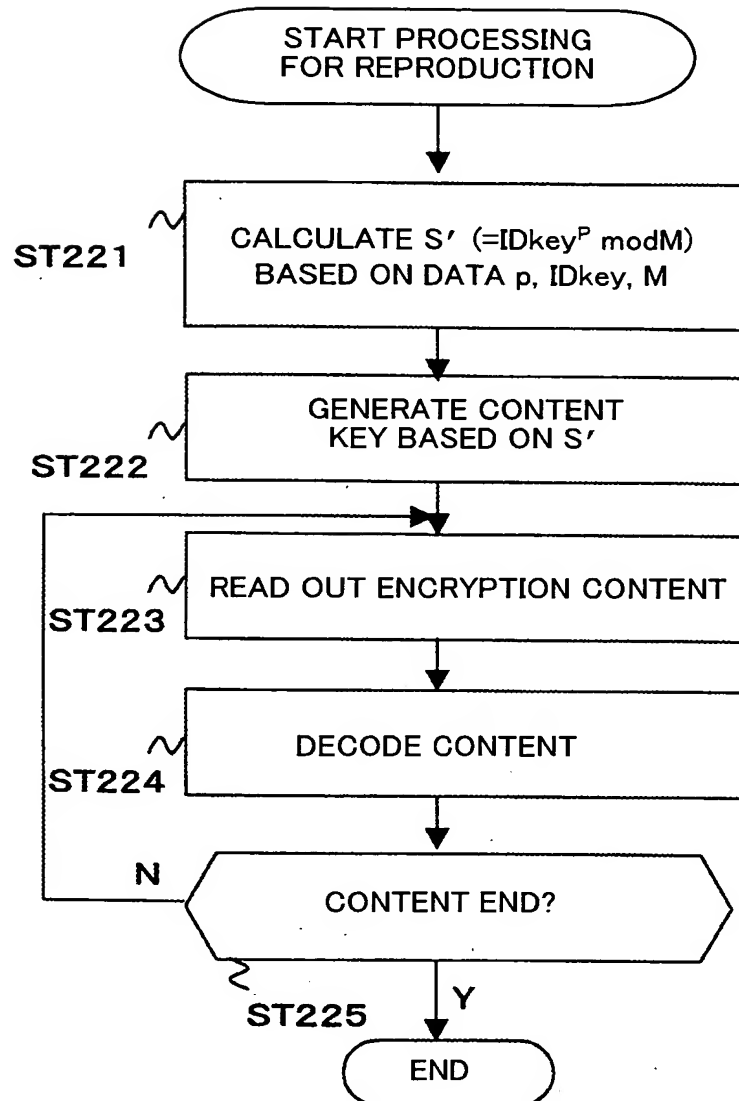 START PROCESSING
FOR REPRODUCTION
ST221
CALCULATE S′ (=IDkeyᴾ modM)
BASED ON DATA p, IDkey, M
ST222
GENERATE CONTENT
KEY BASED ON S′
ST223
READ OUT ENCRYPTION CONTENT
ST224
DECODE CONTENT
N
CONTENT END?
ST225
Y
END